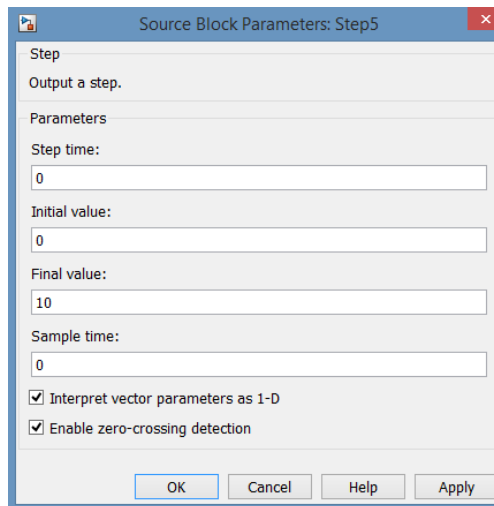 Source Block Parameters: Step5
Step
Output a step.
Parameters
Step time:
0
Initial value:
0
Final value:
10
Sample time:
0
Interpret vector parameters as 1-D
Enable zero-crossing detection
OK Cancel Help Apply